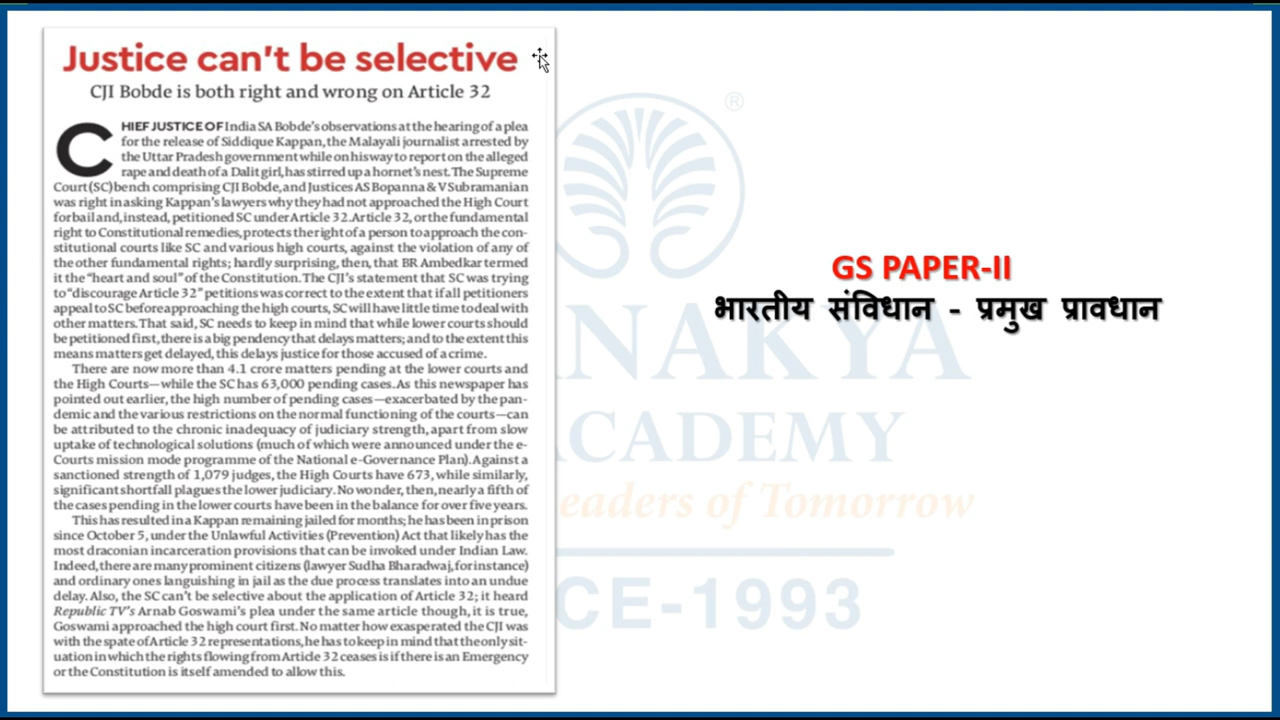 Justice can't be selective
CJI Bobde is both right and wrong on Article 32
CHIEF JUSTICE OF India SA Bobde's observations at the hearing of a plea
for the release of Siddique Kappan, the Malayali journalist arrested by
the Uttar Pradesh government while on his way to report on the alleged
rape and death of a Dalit girl, has stirred up a hornet's nest. The Supreme
Court (SC) bench comprising CJI Bobde, and Justices AS Bopanna & V Subramanian
was right in asking Kappan's lawyers why they had not approached the High Court
for bail and, instead, petitioned SC under Article 32. Article 32, or the fundamental
right to Constitutional remedies, protects the right of a person to approach the con-
stitutional courts like SC and various high courts, against the violation of any of
the other fundamental rights; hardly surprising, then, that BR Ambedkar termed
it the “heart and soul” of the Constitution. The CJI's statement that SC was trying
to “discourage Article 32” petitions was correct to the extent that if all petitioners
appeal to SC before approaching the high courts, SC will have little time to deal with
other matters. That said, SC needs to keep in mind that while lower courts should
be petitioned first, there is a big pendency that delays matters; and to the extent this
means matters get delayed, this delays justice for those accused of a crime.
There are now more than 4.1 crore matters pending at the lower courts and
the High Courts—while the SC has 63,000 pending cases. As this newspaper has
pointed out earlier, the high number of pending cases—exacerbated by the pan-
demic and the various restrictions on the normal functioning of the courts—can
be attributed to the chronic inadequacy of judiciary strength, apart from slow
uptake of technological solutions (much of which were announced under the e-
Courts mission mode programme of the National e-Governance Plan). Against a
sanctioned strength of 1,079 judges, the High Courts have 673, while similarly,
significant shortfall plagues the lower judiciary. No wonder, then, nearly a fifth of
the cases pending in the lower courts have been in the balance for over five years.
This has resulted in a Kappan remaining jailed for months; he has been in prison
since October 5, under the Unlawful Activities (Prevention) Act that likely has the
most draconian incarceration provisions that can be invoked under Indian Law.
Indeed, there are many prominent citizens (lawyer Sudha Bharadwaj, for instance)
and ordinary ones languishing in jail as the due process translates into an undue
delay. Also, the SC can't be selective about the application of Article 32; it heard
Republic TV's Arnab Goswami's plea under the same article though, it is true,
Goswami approached the high court first. No matter how exasperated the CJI was
with the spate of Article 32 representations, he has to keep in mind that the only sit-
uation in which the rights flowing from Article 32 ceases is if there is an Emergency
or the Constitution is itself amended to allow this.
GS PAPER-II
भारतीय संविधान - प्रमुख प्रावधान
®
ANAKYA
ACADEMY
eaders of Tomorrow
CE-1993